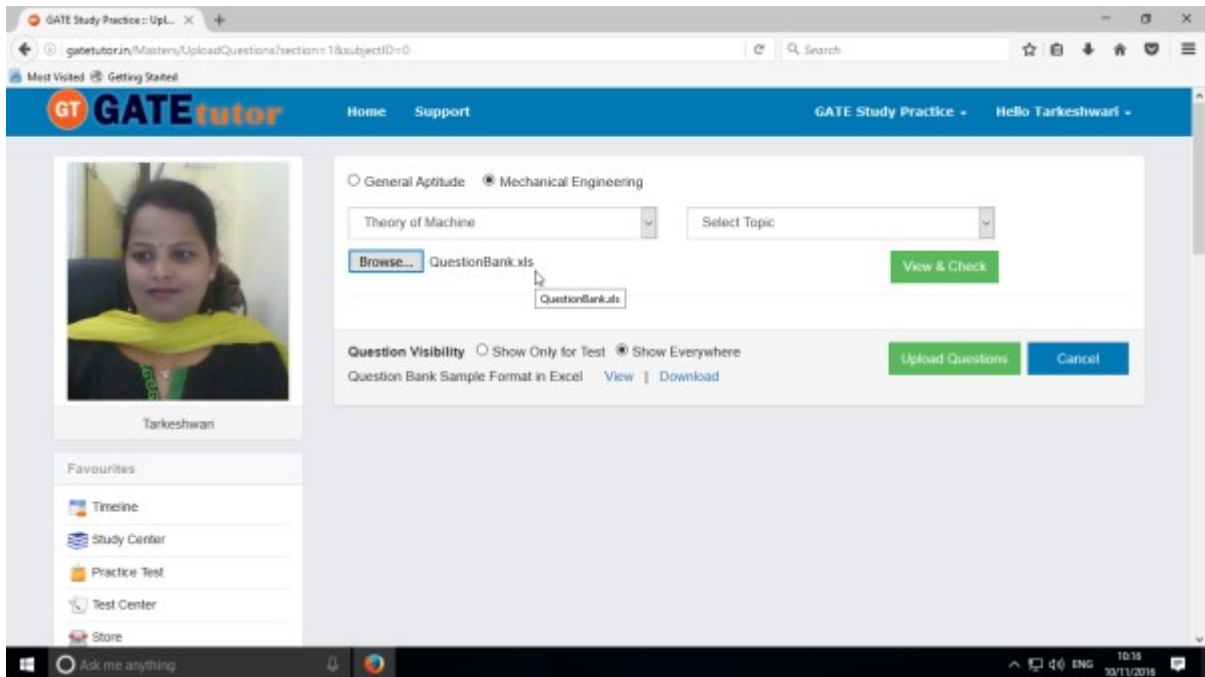 GATE Study Practice :: Upl...
gatetutor.in/Masters/UploadQuestions?section=1&subjectID=0
Search
Most Visited Getting Started
GT GATEtutor Home Support GATE Study Practice Hello Tarkeshwari
General Aptitude Mechanical Engineering
Theory of Machine Select Topic
Browse... QuestionBank.xls View & Check
QuestionBank.xls
Question Visibility Show Only for Test Show Everywhere Upload Questions Cancel
Question Bank Sample Format in Excel View | Download
Tarkeshwari
Favourites
Timeline
Study Center
Practice Test
Test Center
Store
Ask me anything ENG 10:16
10/11/2016